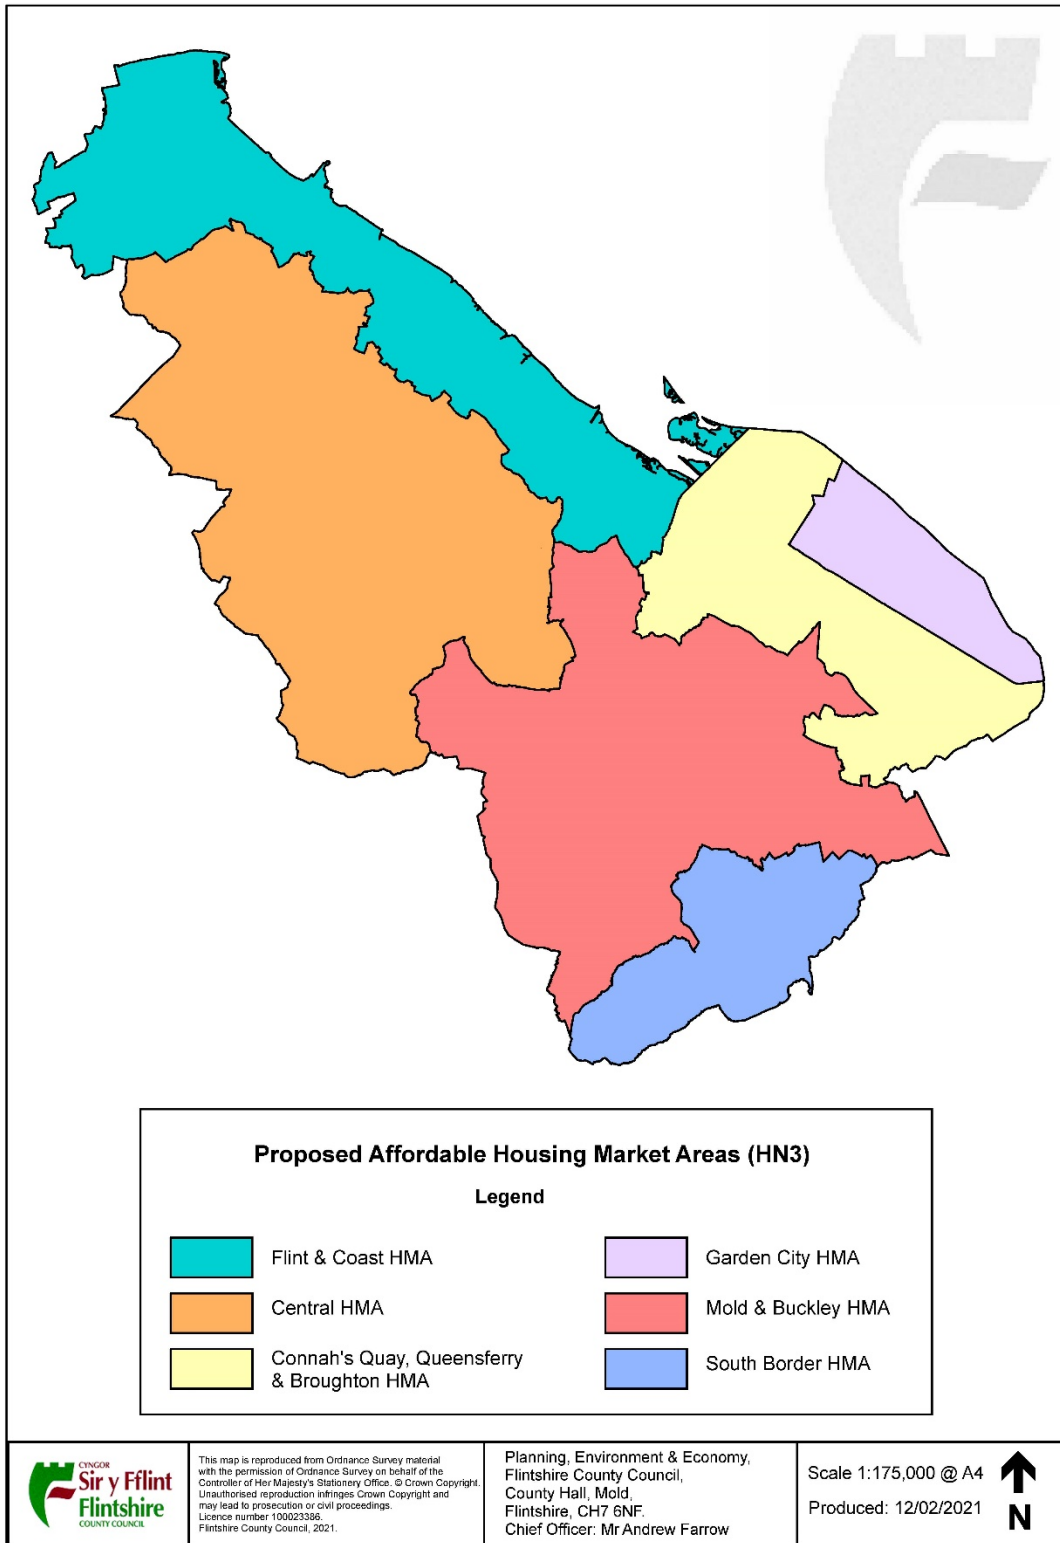 Proposed Affordable Housing Market Areas (HN3)
Legend
Flint & Coast HMA
Central HMA
Connah's Quay, Queensferry
& Broughton HMA
Garden City HMA
Mold & Buckley HMA
South Border HMA
CYNGOR
Sir y Fflint
Flintshire
COUNTY COUNCIL
This map is reproduced from Ordnance Survey material
with the permission of Ordnance Survey on behalf of the
Controller of Her Majesty's Stationery Office. © Crown Copyright.
Unauthorised reproduction infringes Crown Copyright and
may lead to prosecution or civil proceedings.
Licence number 100023386.
Flintshire County Council, 2021.
Planning, Environment & Economy,
Flintshire County Council,
County Hall, Mold,
Flintshire, CH7 6NF.
Chief Officer: Mr Andrew Farrow
Scale 1:175,000 @ A4
Produced: 12/02/2021
N